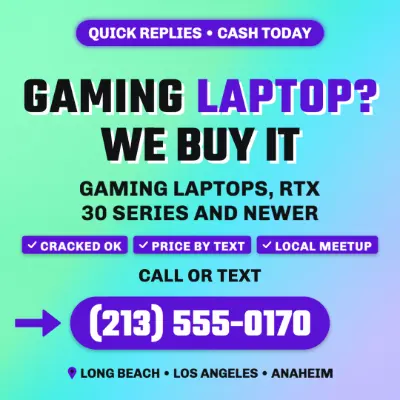 QUICK REPLIES • CASH TODAY
GAMING LAPTOP?
WE BUY IT
GAMING LAPTOPS, RTX
30 SERIES AND NEWER
✓ CRACKED OK ✓ PRICE BY TEXT ✓ LOCAL MEETUP
CALL OR TEXT
(213) 555-0170
LONG BEACH • LOS ANGELES • ANAHEIM